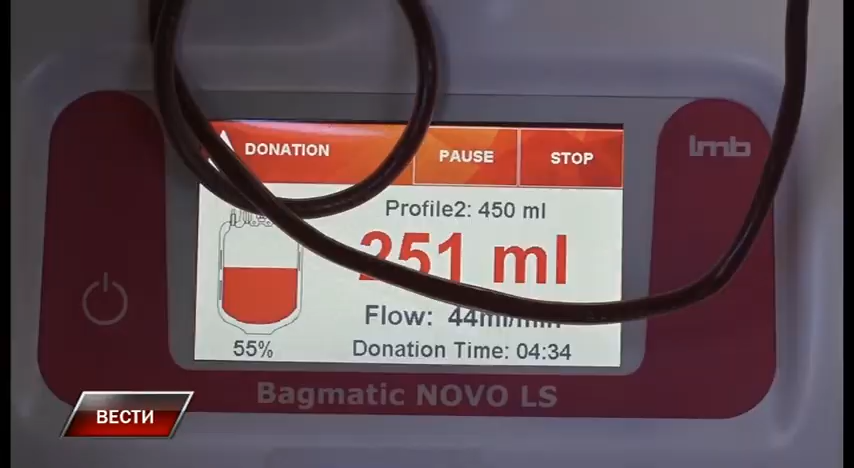 DONATION
PAUSE
STOP
lmb
Profile2: 450 ml
251 ml
Flow: 44ml/min
55%
Donation Time: 04:34
Bagmatic NOVO LS
ВЕСТИ